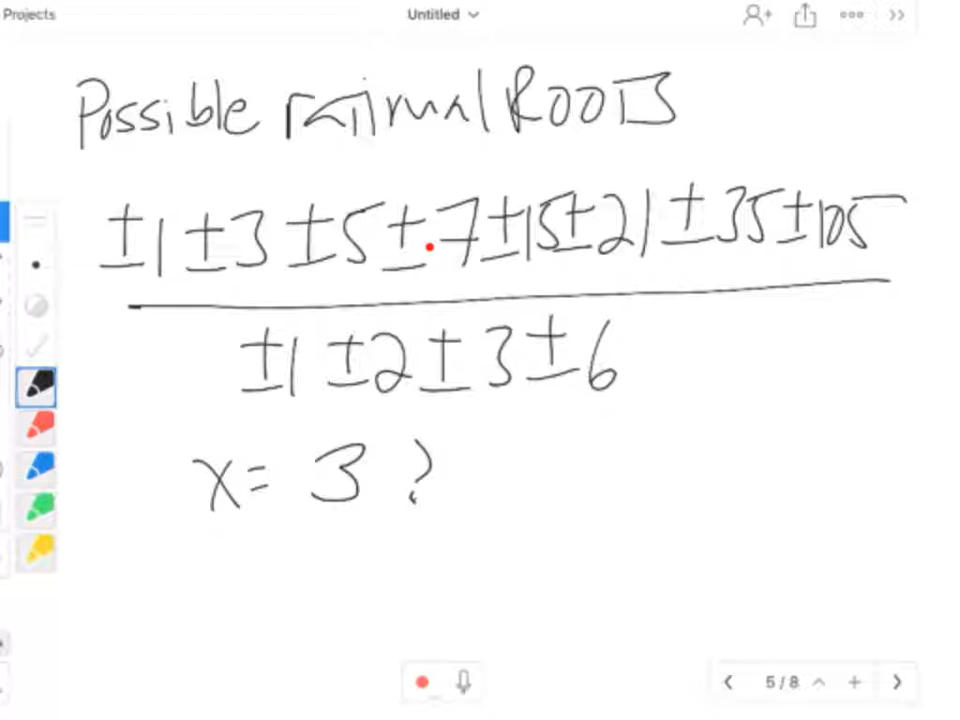 Projects
Untitled
Possible rational Roots
±1 ±3 ±5 ±7 ±15 ±21 ±35 ±105
±1 ±2 ±3 ±6
x = 3 ?
5 / 8